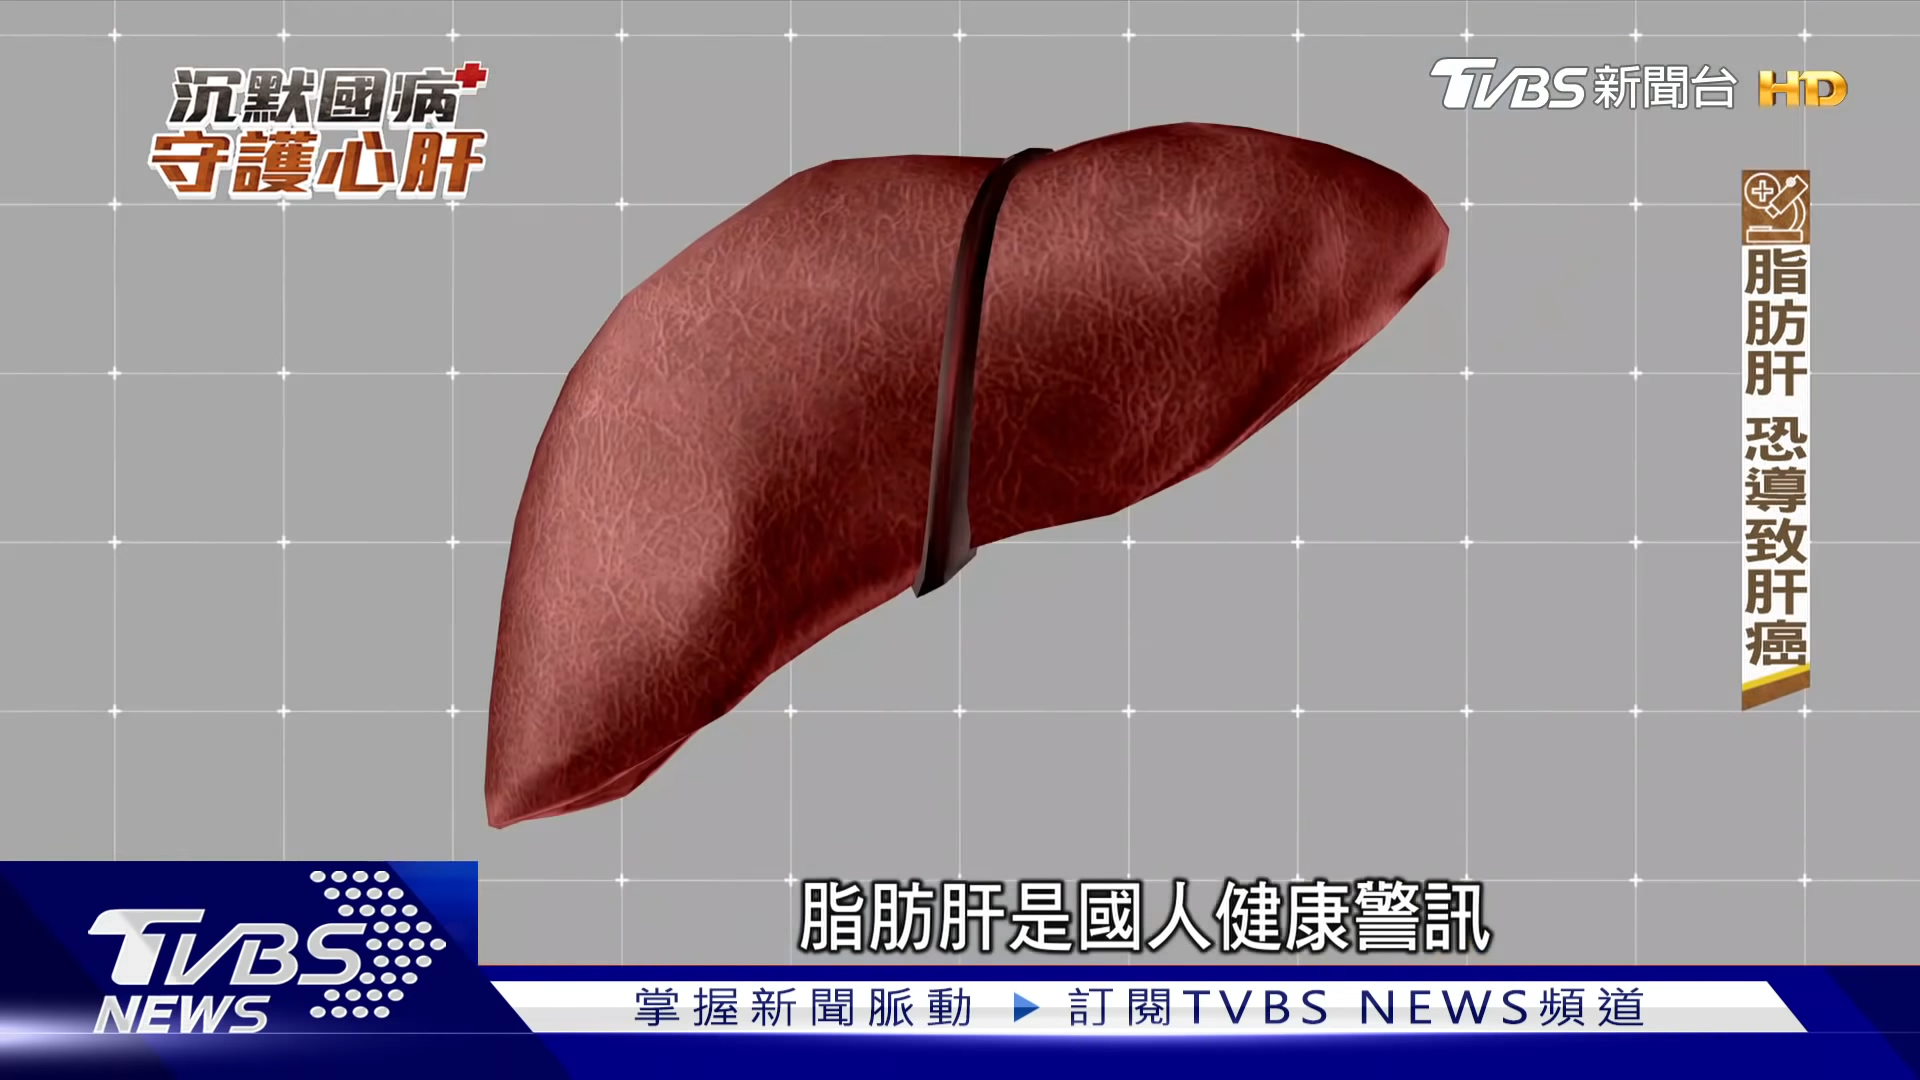 沉默國病
守護心肝
TVBS新聞台 HD
脂肪肝 恐導致肝癌
脂肪肝是國人健康警訊
TVBS
NEWS
掌握新聞脈動 訂閱TVBS NEWS頻道